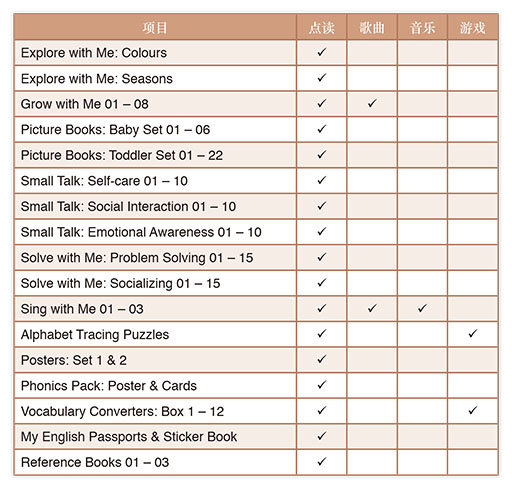 项目 点读 歌曲 音乐 游戏
Explore with Me: Colours ✓
Explore with Me: Seasons ✓
Grow with Me 01 – 08 ✓ ✓
Picture Books: Baby Set 01 – 06 ✓
Picture Books: Toddler Set 01 – 22 ✓
Small Talk: Self-care 01 – 10 ✓
Small Talk: Social Interaction 01 – 10 ✓
Small Talk: Emotional Awareness 01 – 10 ✓
Solve with Me: Problem Solving 01 – 15 ✓
Solve with Me: Socializing 01 – 15 ✓
Sing with Me 01 – 03 ✓ ✓ ✓
Alphabet Tracing Puzzles ✓ ✓
Posters: Set 1 & 2 ✓
Phonics Pack: Poster & Cards ✓
Vocabulary Converters: Box 1 – 12 ✓ ✓
My English Passports & Sticker Book ✓
Reference Books 01 – 03 ✓